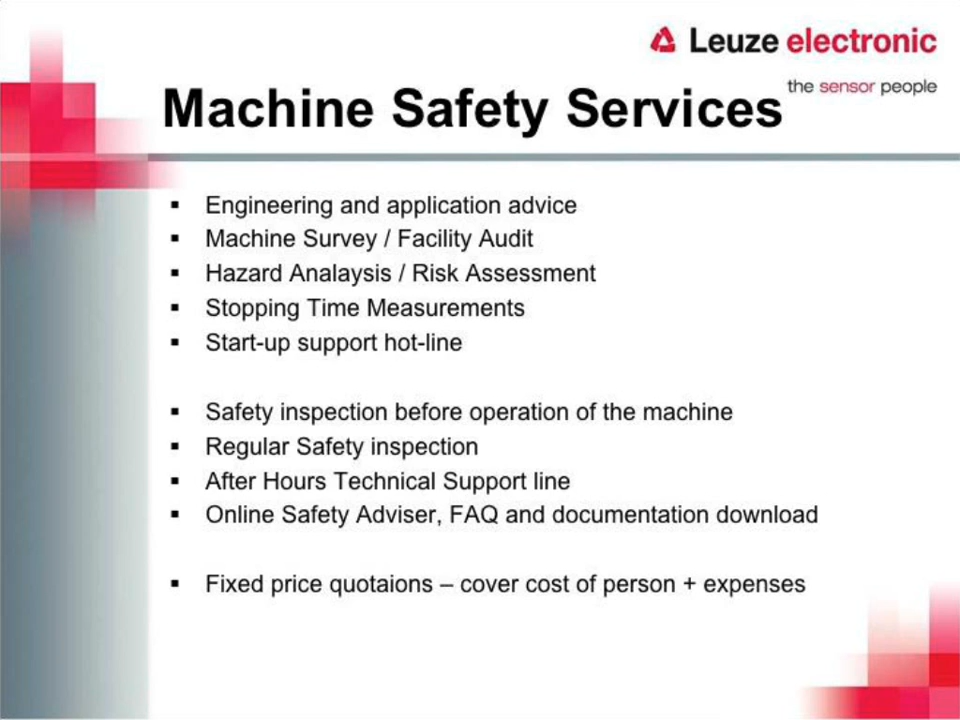 Leuze electronic
the sensor people
Machine Safety Services
▪ Engineering and application advice
▪ Machine Survey / Facility Audit
▪ Hazard Analaysis / Risk Assessment
▪ Stopping Time Measurements
▪ Start-up support hot-line
▪ Safety inspection before operation of the machine
▪ Regular Safety inspection
▪ After Hours Technical Support line
▪ Online Safety Adviser, FAQ and documentation download
▪ Fixed price quotaions – cover cost of person + expenses